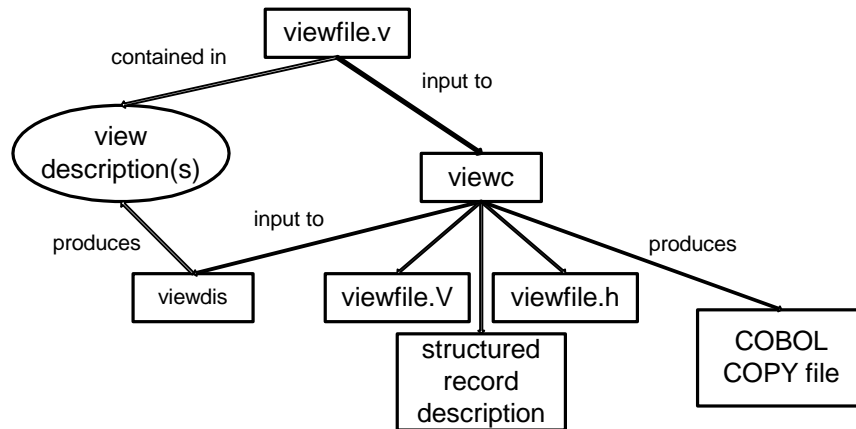 viewfile.v
contained in
input to
view
description(s)
viewc
input to
produces
produces
viewdis
viewfile.V
viewfile.h
structured
record
description
COBOL
COPY file